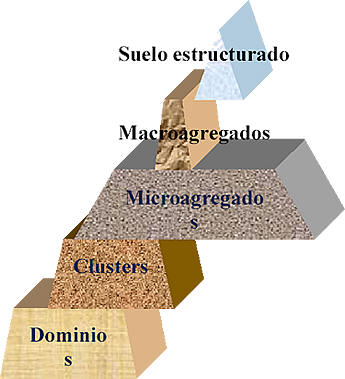 Suelo estructurado
Macroagregados
Microagregado
s
Clusters
Dominio
s